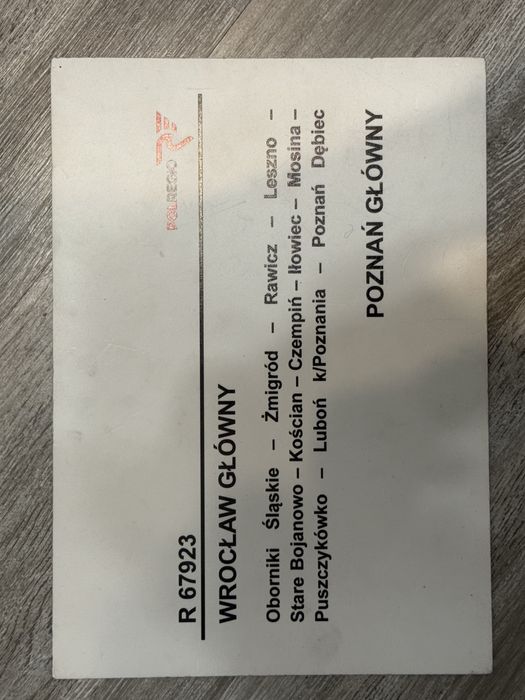 R 67923
POLREGIO
WROCŁAW GŁÓWNY
Oborniki Śląskie – Żmigród – Rawicz – Leszno –
Stare Bojanowo – Kościan – Czempiń – Iłowiec – Mosina –
Puszczykówko – Luboń k/Poznania – Poznań Dębiec
POZNAŃ GŁÓWNY